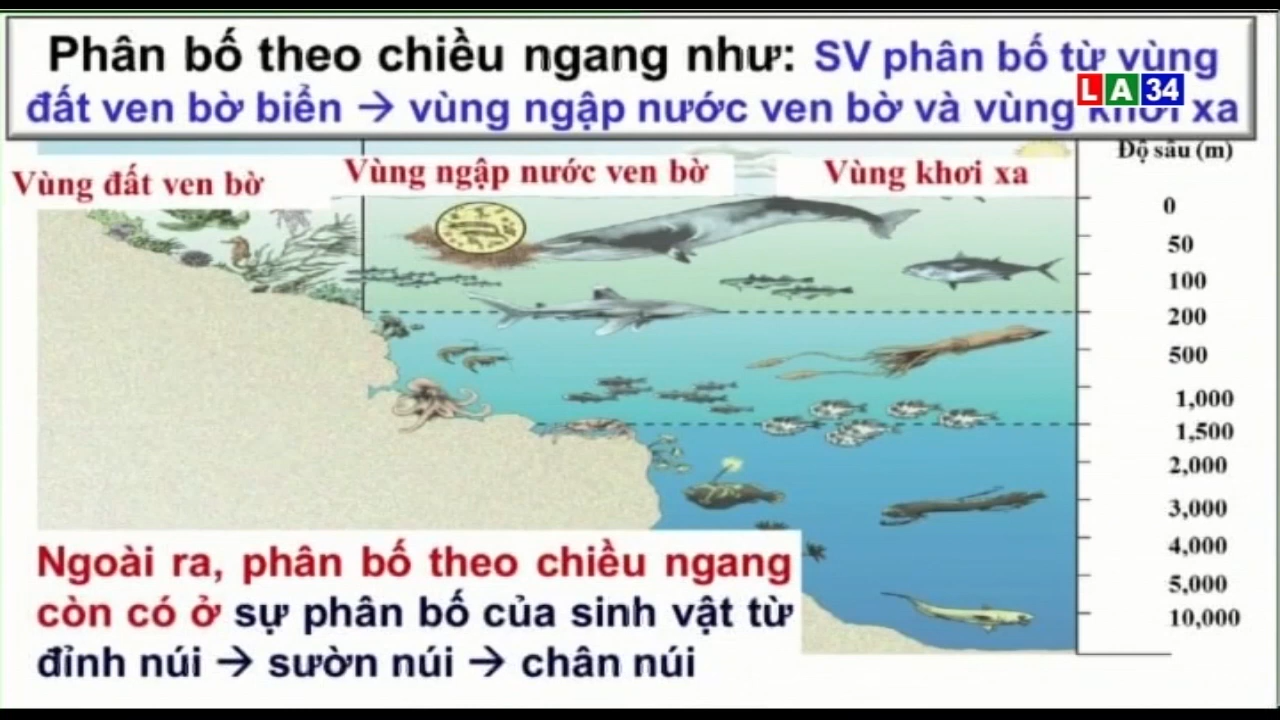 Phân bố theo chiều ngang như: SV phân bố từ vùng
đất ven bờ biển → vùng ngập nước ven bờ và vùng khơi xa
LA34
Độ sâu (m)
Vùng đất ven bờ
Vùng ngập nước ven bờ
Vùng khơi xa
0
50
100
200
500
1,000
1,500
2,000
3,000
4,000
5,000
10,000
Ngoài ra, phân bố theo chiều ngang
còn có ở sự phân bố của sinh vật từ
đỉnh núi → sườn núi → chân núi